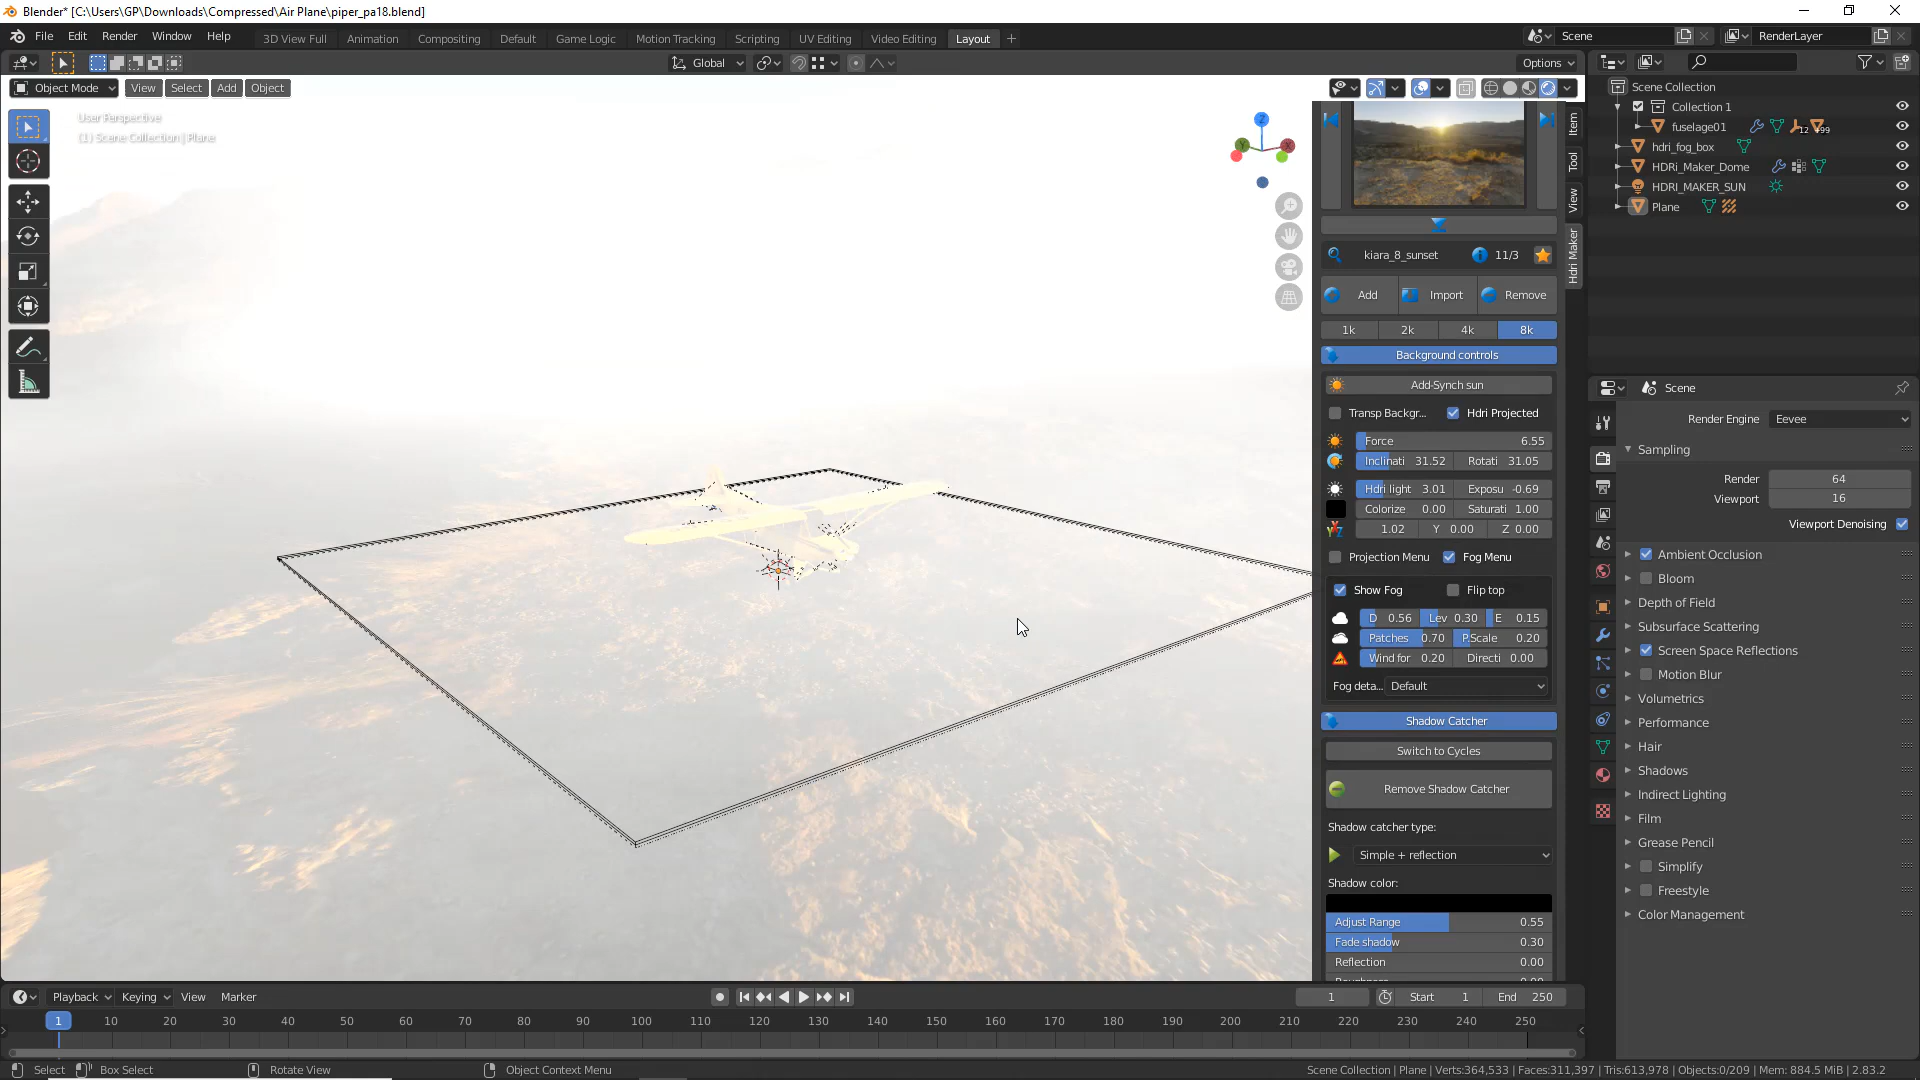 Blender* [C:\Users\GP\Downloads\Compressed\Air Plane\piper_pa18.blend]
File Edit Render Window Help 3D View Full Animation Compositing Default Game Logic Motion Tracking Scripting UV Editing Video Editing Layout + Scene RenderLayer
Global Options
Object Mode View Select Add Object
User Perspective
(1) Scene Collection | Plane
Z
Y
X
Item
Tool
View
Hdri Maker
kiara_8_sunset 11/3
Add Import Remove
1k 2k 4k 8k
Background controls
Add-Synch sun
Transp Backgr... Hdri Projected
Force 6.55
Inclinati 31.52 Rotati 31.05
Hdri light 3.01 Exposu -0.69
Colorize 0.00 Saturati 1.00
1.02 Y 0.00 Z 0.00
Projection Menu Fog Menu
Show Fog Flip top
D 0.56 Lev 0.30 E 0.15
Patches 0.70 P.Scale 0.20
Wind for 0.20 Directi 0.00
Fog deta... Default
Shadow Catcher
Switch to Cycles
Remove Shadow Catcher
Shadow catcher type:
Simple + reflection
Shadow color:
Adjust Range 0.55
Fade shadow 0.30
Reflection 0.00
Scene Collection
Collection 1
fuselage01 12 +99
hdri_fog_box
HDRi_Maker_Dome
HDRI_MAKER_SUN
Plane
Scene
Render Engine Eevee
Sampling
Render 64
Viewport 16
Viewport Denoising
Ambient Occlusion
Bloom
Depth of Field
Subsurface Scattering
Screen Space Reflections
Motion Blur
Volumetrics
Performance
Hair
Shadows
Indirect Lighting
Film
Grease Pencil
Simplify
Freestyle
Color Management
Playback Keying View Marker 1 Start 1 End 250
1 10 20 30 40 50 60 70 80 90 100 110 120 130 140 150 160 170 180 190 200 210 220 230 240 250
Select Box Select Rotate View Object Context Menu Scene Collection | Plane | Verts:364,533 | Faces:311,397 | Tris:613,978 | Objects:0/209 | Mem: 884.5 MiB | 2.83.2